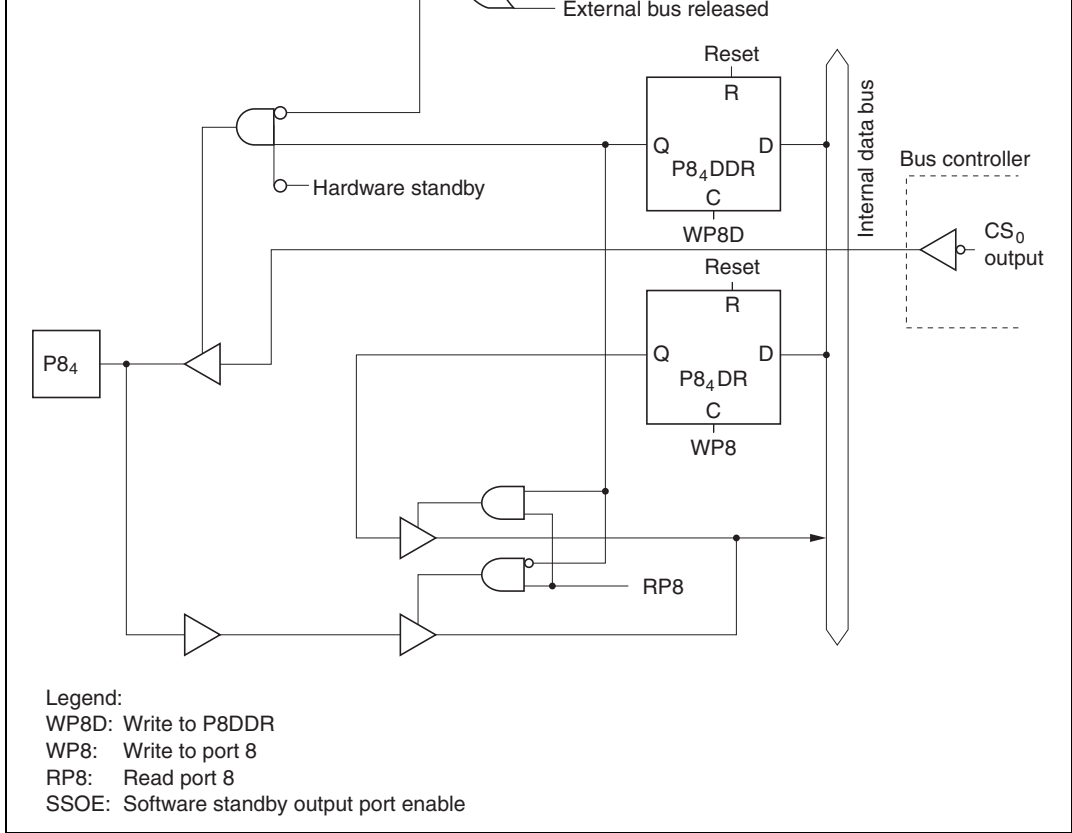 External bus released
Reset
R
Q
D
P8₄DDR
C
WP8D
Hardware standby
Internal data bus
Bus controller
CS₀
output
Reset
R
Q
D
P8₄DR
C
WP8
P8₄
RP8
Legend:
WP8D: Write to P8DDR
WP8: Write to port 8
RP8: Read port 8
SSOE: Software standby output port enable